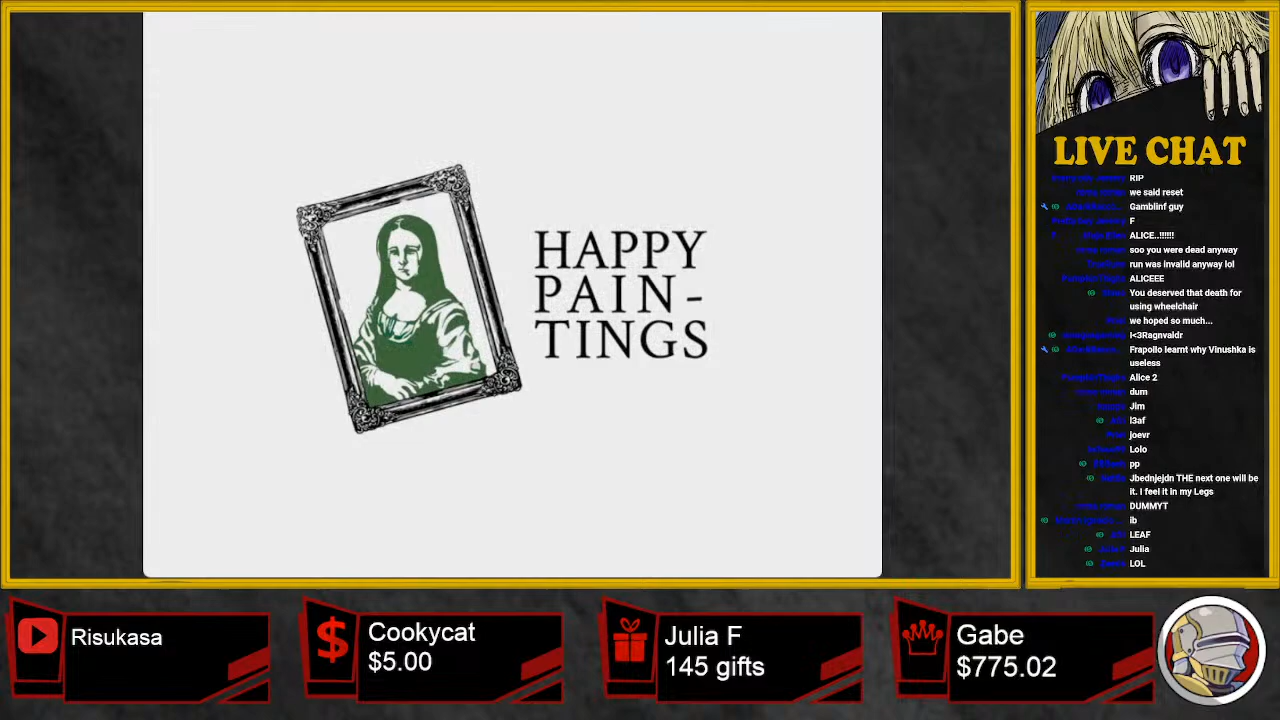 HAPPY
PAIN-
TINGS
LIVE CHAT
RIP
we said reset
Gamblinf guy
F
ALICE..!!!!!!
soo you were dead anyway
run was invalid anyway lol
ALICEEE
You deserved that death for
using wheelchair
we hoped so much...
I<3Ragnvaldr
Frapollo learnt why Vinushka is
useless
Alice 2
dum
Jim
l3af
joevr
Lolo
pp
Jbednjejdn THE next one will be
it. I feel it in my Legs
DUMMYT
ib
LEAF
Julia
LOL
Risukasa
Cookycat
$5.00
Julia F
145 gifts
Gabe
$775.02